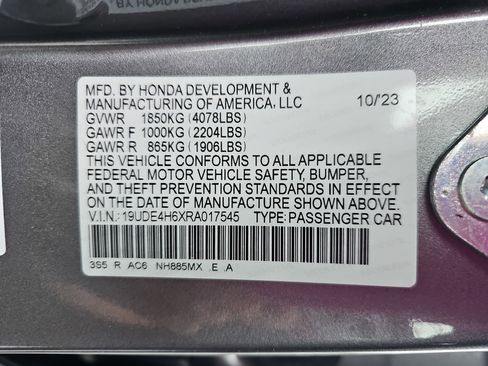 MFD. BY HONDA DEVELOPMENT &
MANUFACTURING OF AMERICA, LLC 10/'23
GVWR 1850KG (4078LBS)
GAWR F 1000KG (2204LBS)
GAWR R 865KG (1906LBS)
THIS VEHICLE CONFORMS TO ALL APPLICABLE
FEDERAL MOTOR VEHICLE SAFETY, BUMPER,
AND THEFT PREVENTION STANDARDS IN EFFECT
ON THE DATE OF MANUFACTURE SHOWN ABOVE.
V.I.N.: 19UDE4H6XRA017545 TYPE: PASSENGER CAR
3S5 R AC6 NH885MX .E .A